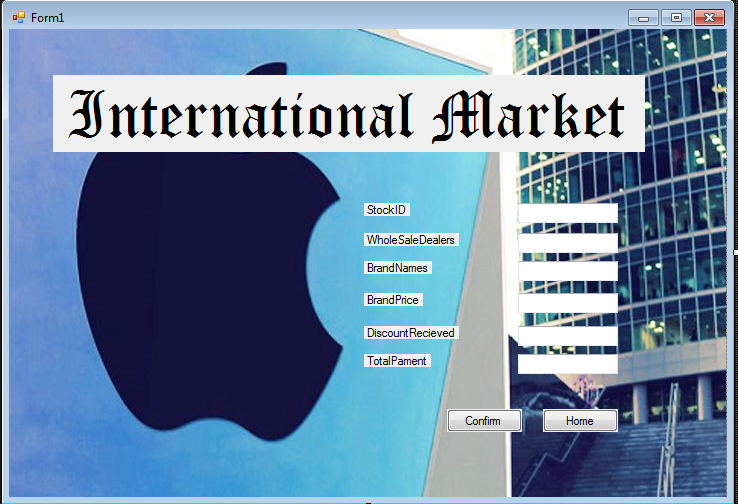 Form1
International Market
StockID
WholeSaleDealers
BrandNames
BrandPrice
DiscountRecieved
TotalPament
Confirm Home